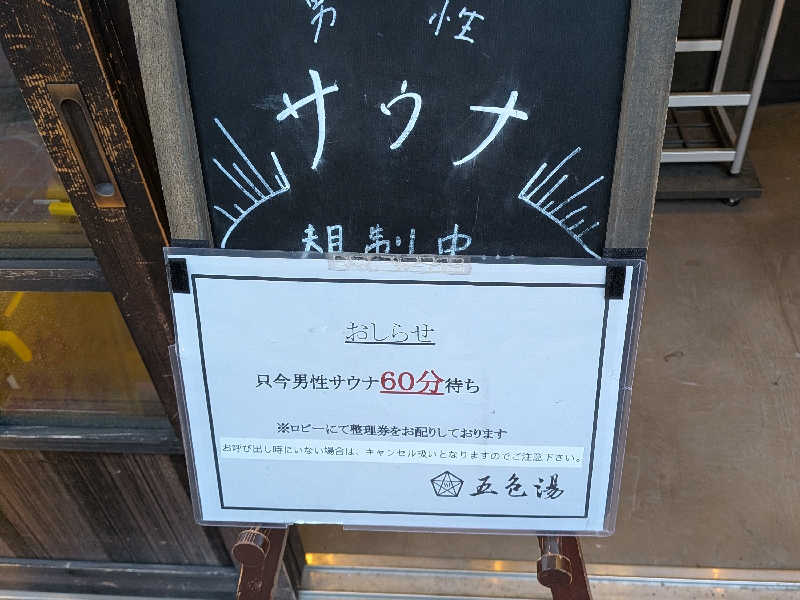 男性
サウナ
規制中
おしらせ
只今男性サウナ60分待ち
※ロビーにて整理券をお配りしております
お呼び出し時にいない場合は、キャンセル扱いとなりますのでご注意下さい。
五色湯